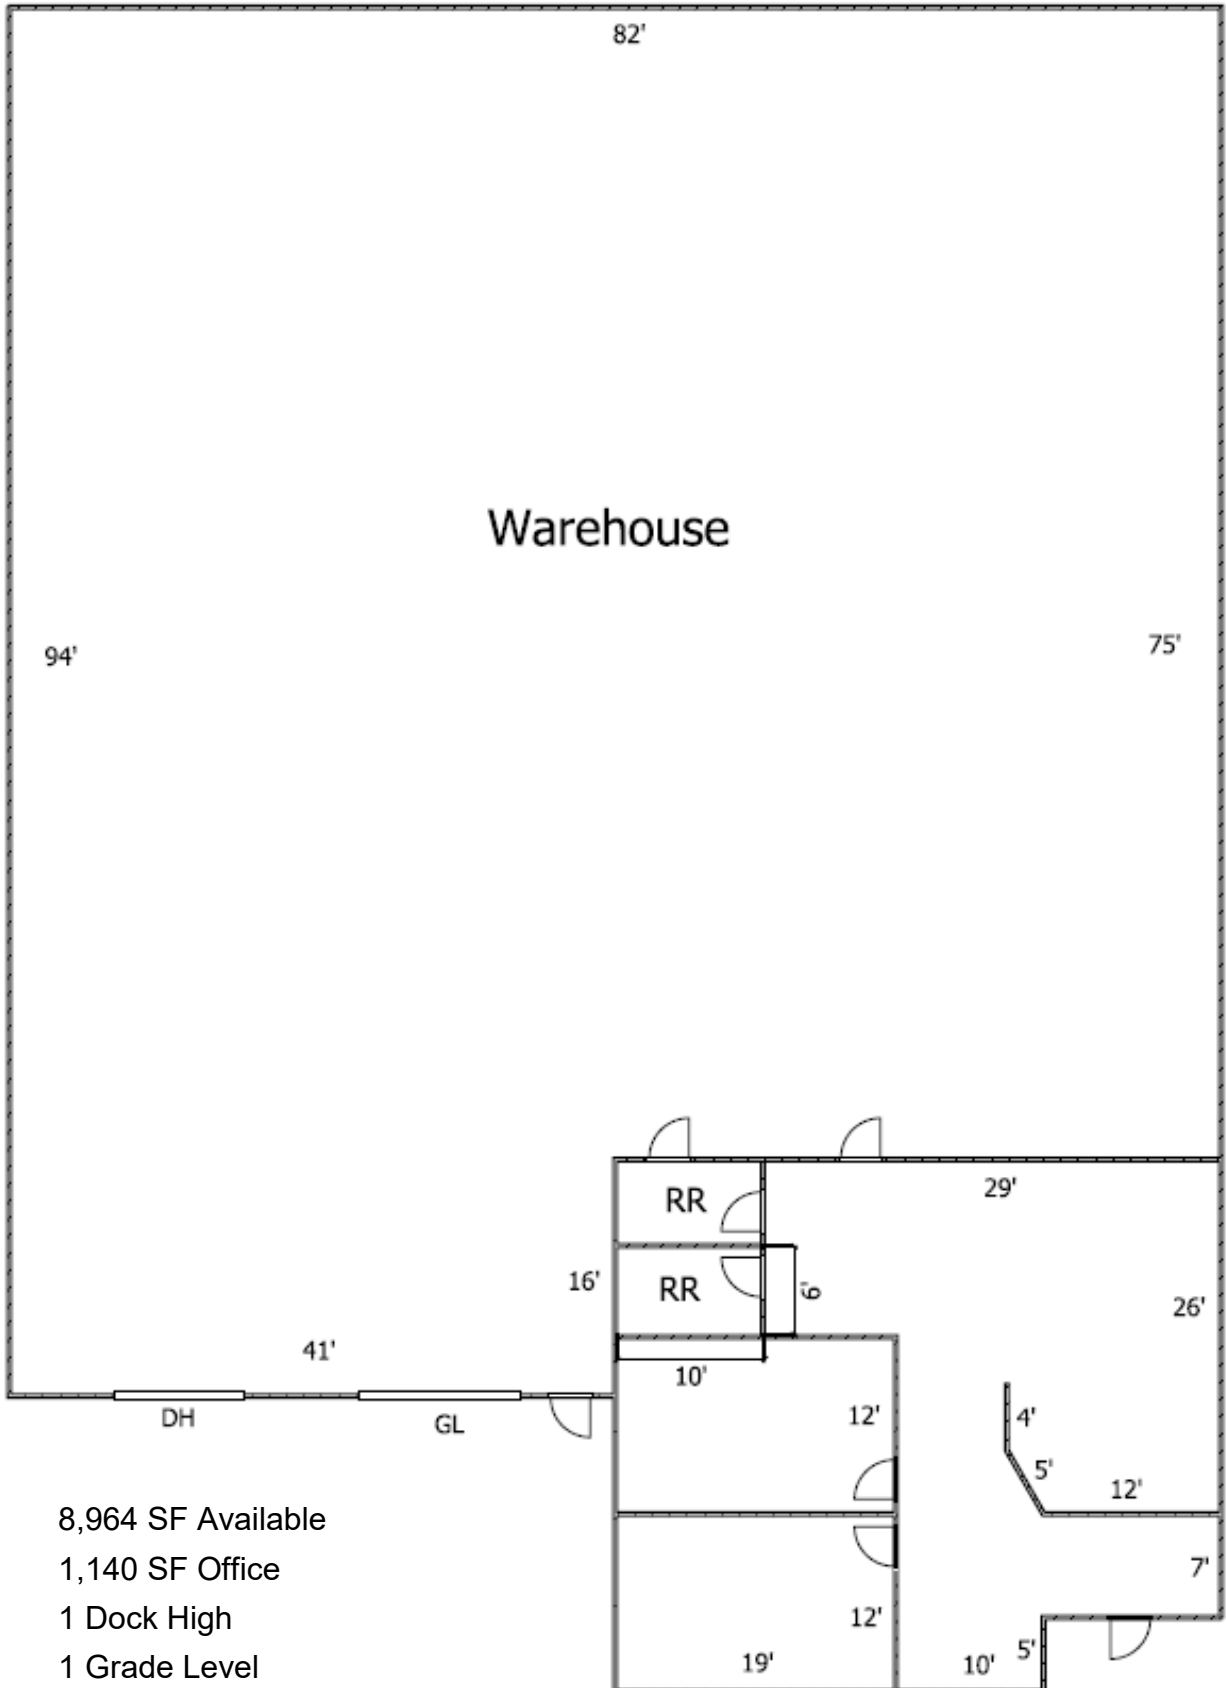 82'
Warehouse
94'
75'
29'
RR
16'
RR
6'
26'
41'
10'
DH
GL
12'
4'
5'
12'
8,964 SF Available
1,140 SF Office
1 Dock High
1 Grade Level
7'
12'
5'
19'
10'